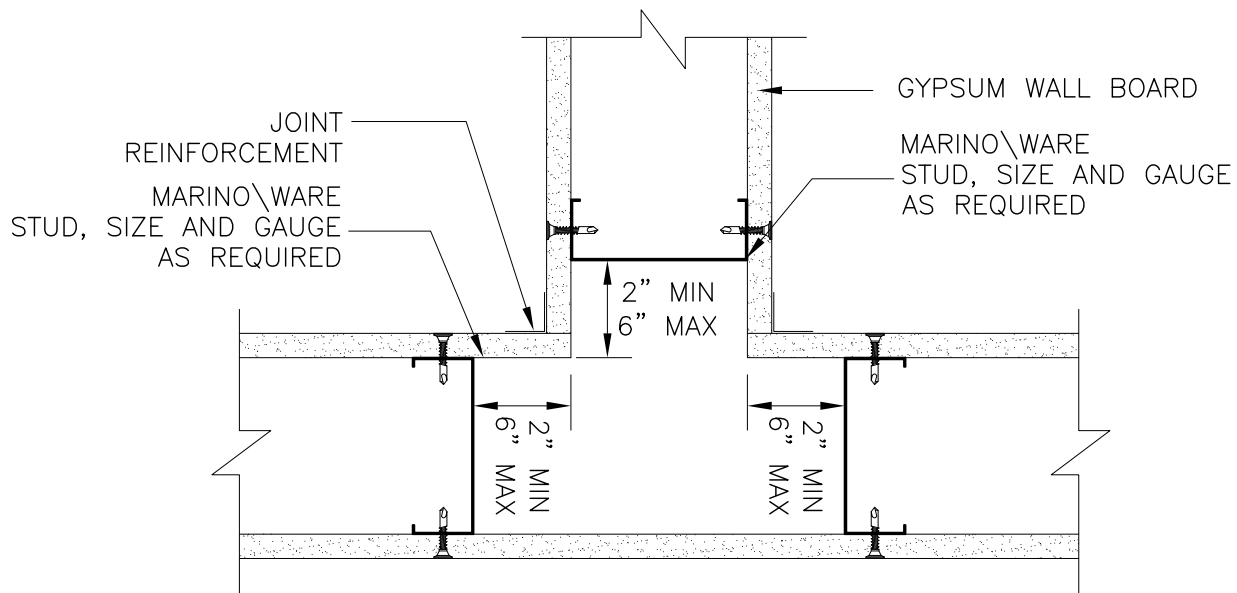 JOINT
REINFORCEMENT
MARINO\WARE
STUD, SIZE AND GAUGE
AS REQUIRED
GYPSUM WALL BOARD
MARINO\WARE
STUD, SIZE AND GAUGE
AS REQUIRED
2” MIN
6” MAX
2” MIN
6” MAX
2” MIN
6” MAX